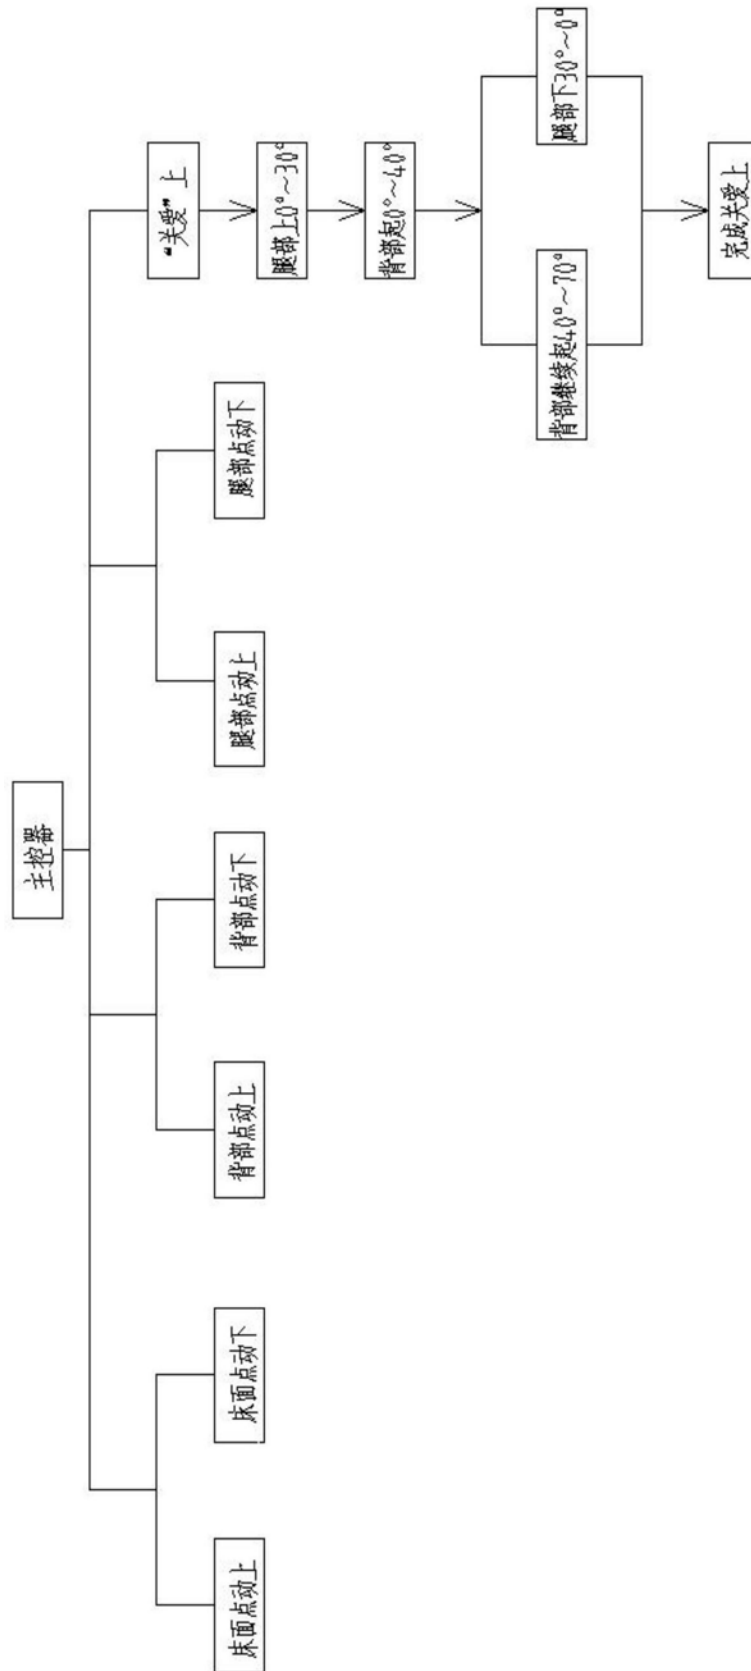 主控器
床面点动上
床面点动下
背部点动上
背部点动下
腿部点动上
腿部点动下
“关爱”上
腿部上0°~30°
背部起0°~40°
背部继续起40°~70°
腿部下30°~0°
完成关爱上